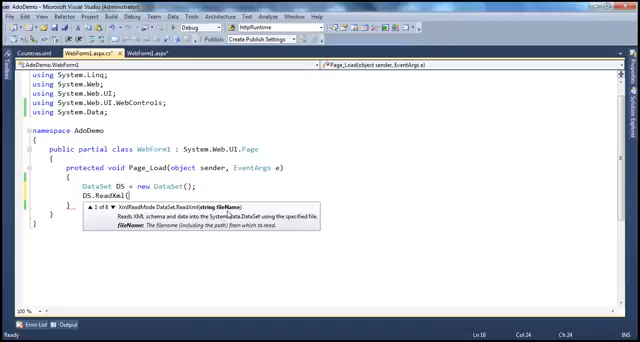 AdoDemo - Microsoft Visual Studio (Administrator)
File Edit View Refactor Project Build Debug Team Data Tools Architecture Test Analyze Window Help
Debug httpRuntime
Create Publish Settings
Countries.xml WebForm1.aspx.cs* WebForm1.aspx*
AdoDemo.WebForm1 Page_Load(object sender, EventArgs e)
using System.Linq;
using System.Web;
using System.Web.UI;
using System.Web.UI.WebControls;
using System.Data;
namespace AdoDemo
{
public partial class WebForm1 : System.Web.UI.Page
{
protected void Page_Load(object sender, EventArgs e)
{
DataSet DS = new DataSet();
DS.ReadXml(
}
1 of 8 XmlReadMode DataSet.ReadXml(string fileName)
Reads XML schema and data into the System.Data.DataSet using the specified file.
fileName: The filename (including the path) from which to read.
}
}
100 %
Error List Output
Ready Ln 16 Col 24 Ch 24 INS
Toolbox
Properties
Solution Explorer